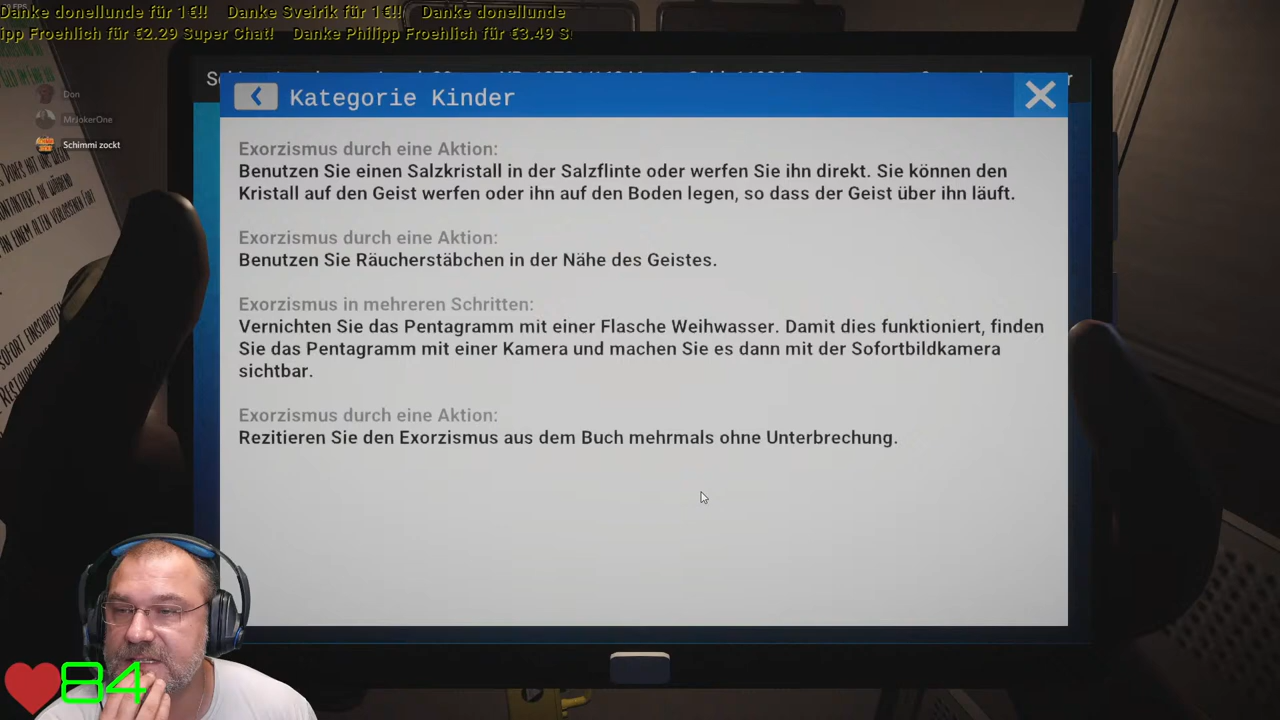 Danke donellunde für 1 €!! Danke Sveirik für 1 €!! Danke donellunde
ipp Froehlich für €2.29 Super Chat! Danke Philipp Froehlich für €3.49
Don
MrJokerOne
Schimmi zockt
Kategorie Kinder
Exorzismus durch eine Aktion:
Benutzen Sie einen Salzkristall in der Salzflinte oder werfen Sie ihn direkt. Sie können den
Kristall auf den Geist werfen oder ihn auf den Boden legen, so dass der Geist über ihn läuft.
Exorzismus durch eine Aktion:
Benutzen Sie Räucherstäbchen in der Nähe des Geistes.
Exorzismus in mehreren Schritten:
Vernichten Sie das Pentagramm mit einer Flasche Weihwasser. Damit dies funktioniert, finden
Sie das Pentagramm mit einer Kamera und machen Sie es dann mit der Sofortbildkamera
sichtbar.
Exorzismus durch eine Aktion:
Rezitieren Sie den Exorzismus aus dem Buch mehrmals ohne Unterbrechung.
84